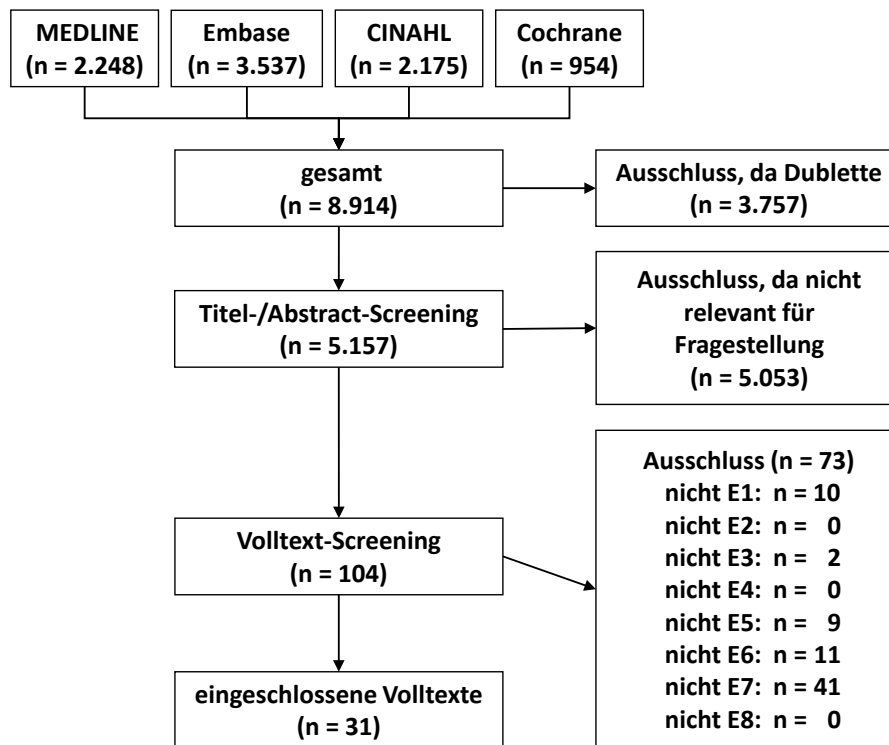 MEDLINE
(n = 2.248)
Embase
(n = 3.537)
CINAHL
(n = 2.175)
Cochrane
(n = 954)
gesamt
(n = 8.914)
Ausschluss, da Dublette
(n = 3.757)
Titel-/Abstract-Screening
(n = 5.157)
Ausschluss, da nicht
relevant für
Fragestellung
(n = 5.053)
Volltext-Screening
(n = 104)
Ausschluss (n = 73)
nicht E1: n = 10
nicht E2: n = 0
nicht E3: n = 2
nicht E4: n = 0
nicht E5: n = 9
nicht E6: n = 11
nicht E7: n = 41
nicht E8: n = 0
eingeschlossene Volltexte
(n = 31)